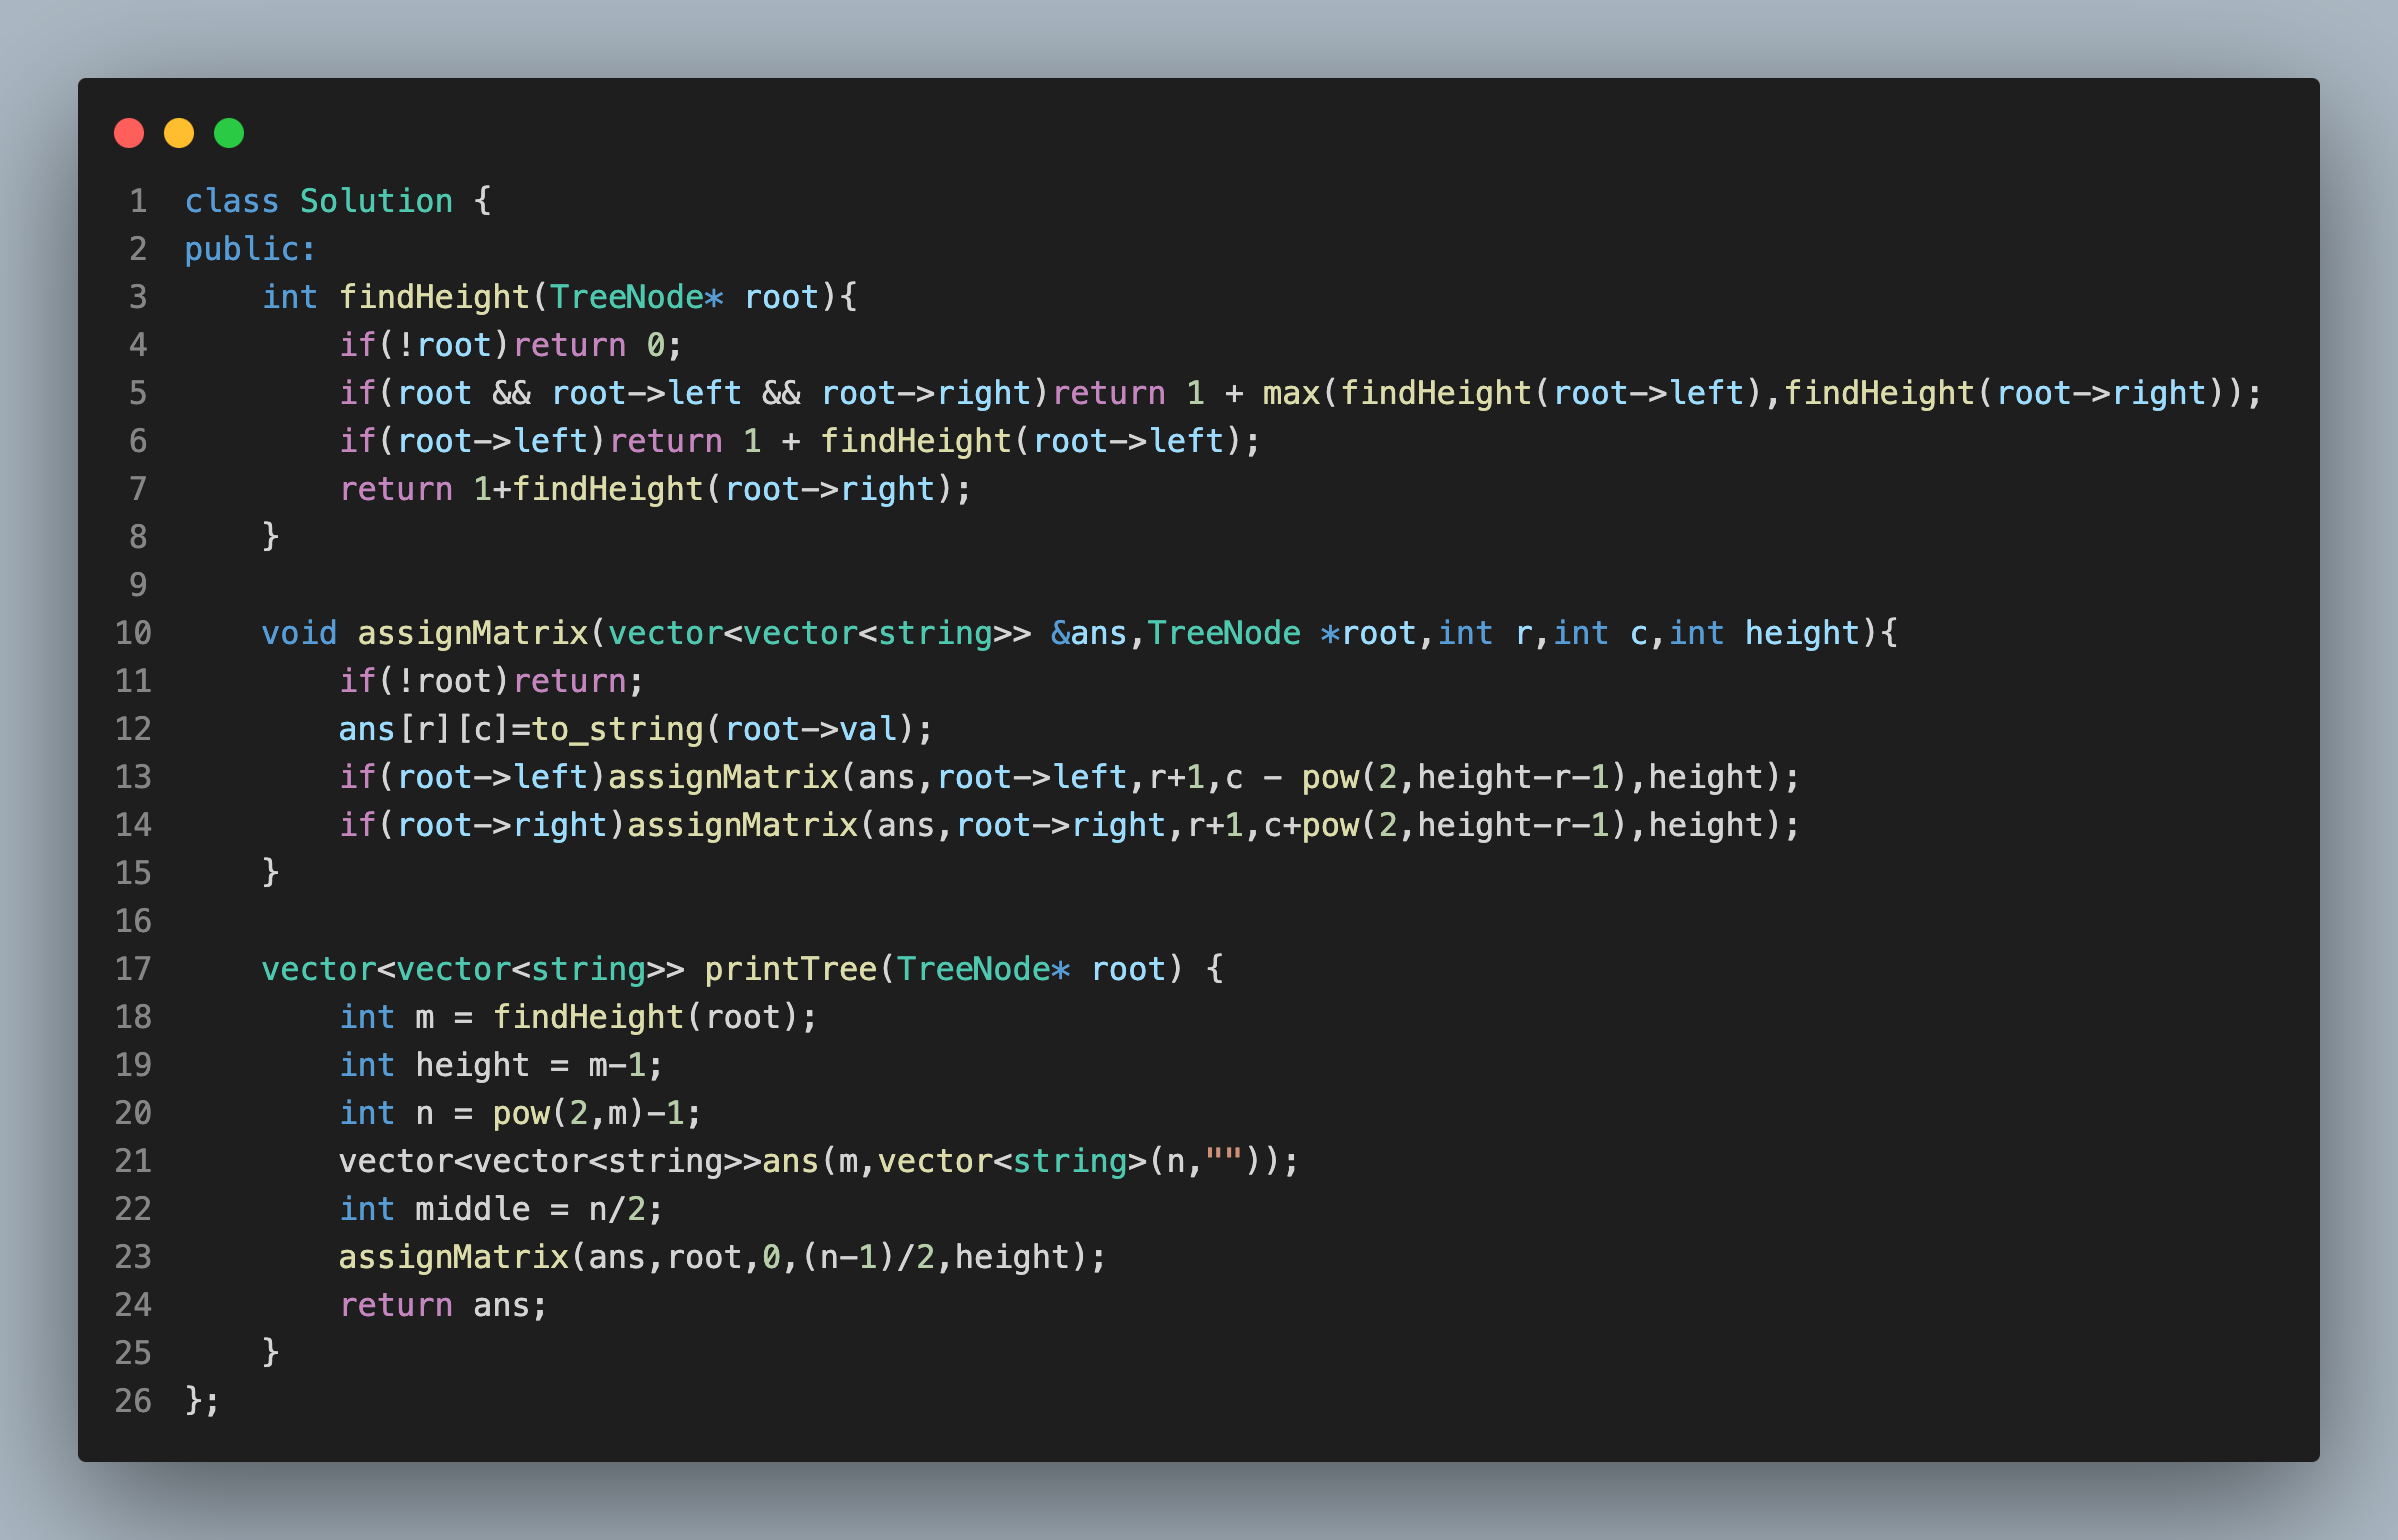 1 class Solution {
2 public:
3     int findHeight(TreeNode* root){
4         if(!root)return 0;
5         if(root && root->left && root->right)return 1 + max(findHeight(root->left),findHeight(root->right));
6         if(root->left)return 1 + findHeight(root->left);
7         return 1+findHeight(root->right);
8     }
9
10     void assignMatrix(vector<vector<string>> &ans,TreeNode *root,int r,int c,int height){
11         if(!root)return;
12         ans[r][c]=to_string(root->val);
13         if(root->left)assignMatrix(ans,root->left,r+1,c - pow(2,height-r-1),height);
14         if(root->right)assignMatrix(ans,root->right,r+1,c+pow(2,height-r-1),height);
15     }
16
17     vector<vector<string>> printTree(TreeNode* root) {
18         int m = findHeight(root);
19         int height = m-1;
20         int n = pow(2,m)-1;
21         vector<vector<string>>ans(m,vector<string>(n,""));
22         int middle = n/2;
23         assignMatrix(ans,root,0,(n-1)/2,height);
24         return ans;
25     }
26 };